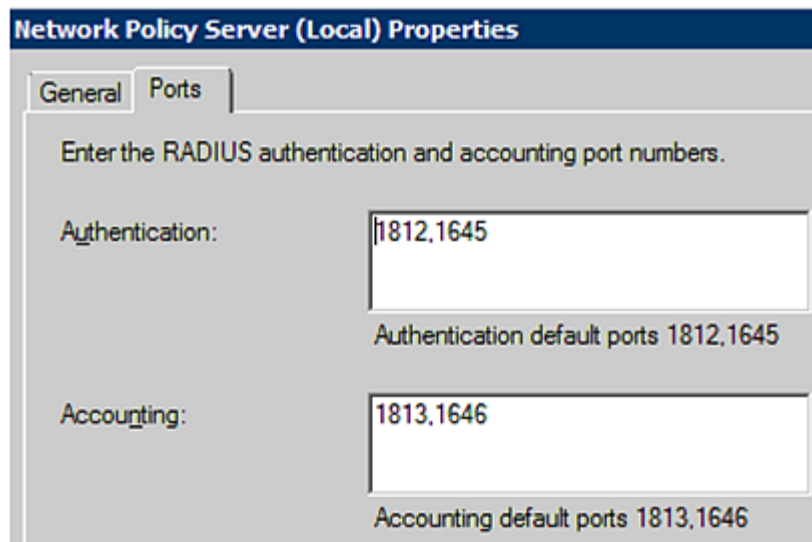 Network Policy Server (Local) Properties
General Ports
Enter the RADIUS authentication and accounting port numbers.
Authentication: 1812,1645
Authentication default ports 1812,1645
Accounting: 1813,1646
Accounting default ports 1813,1646